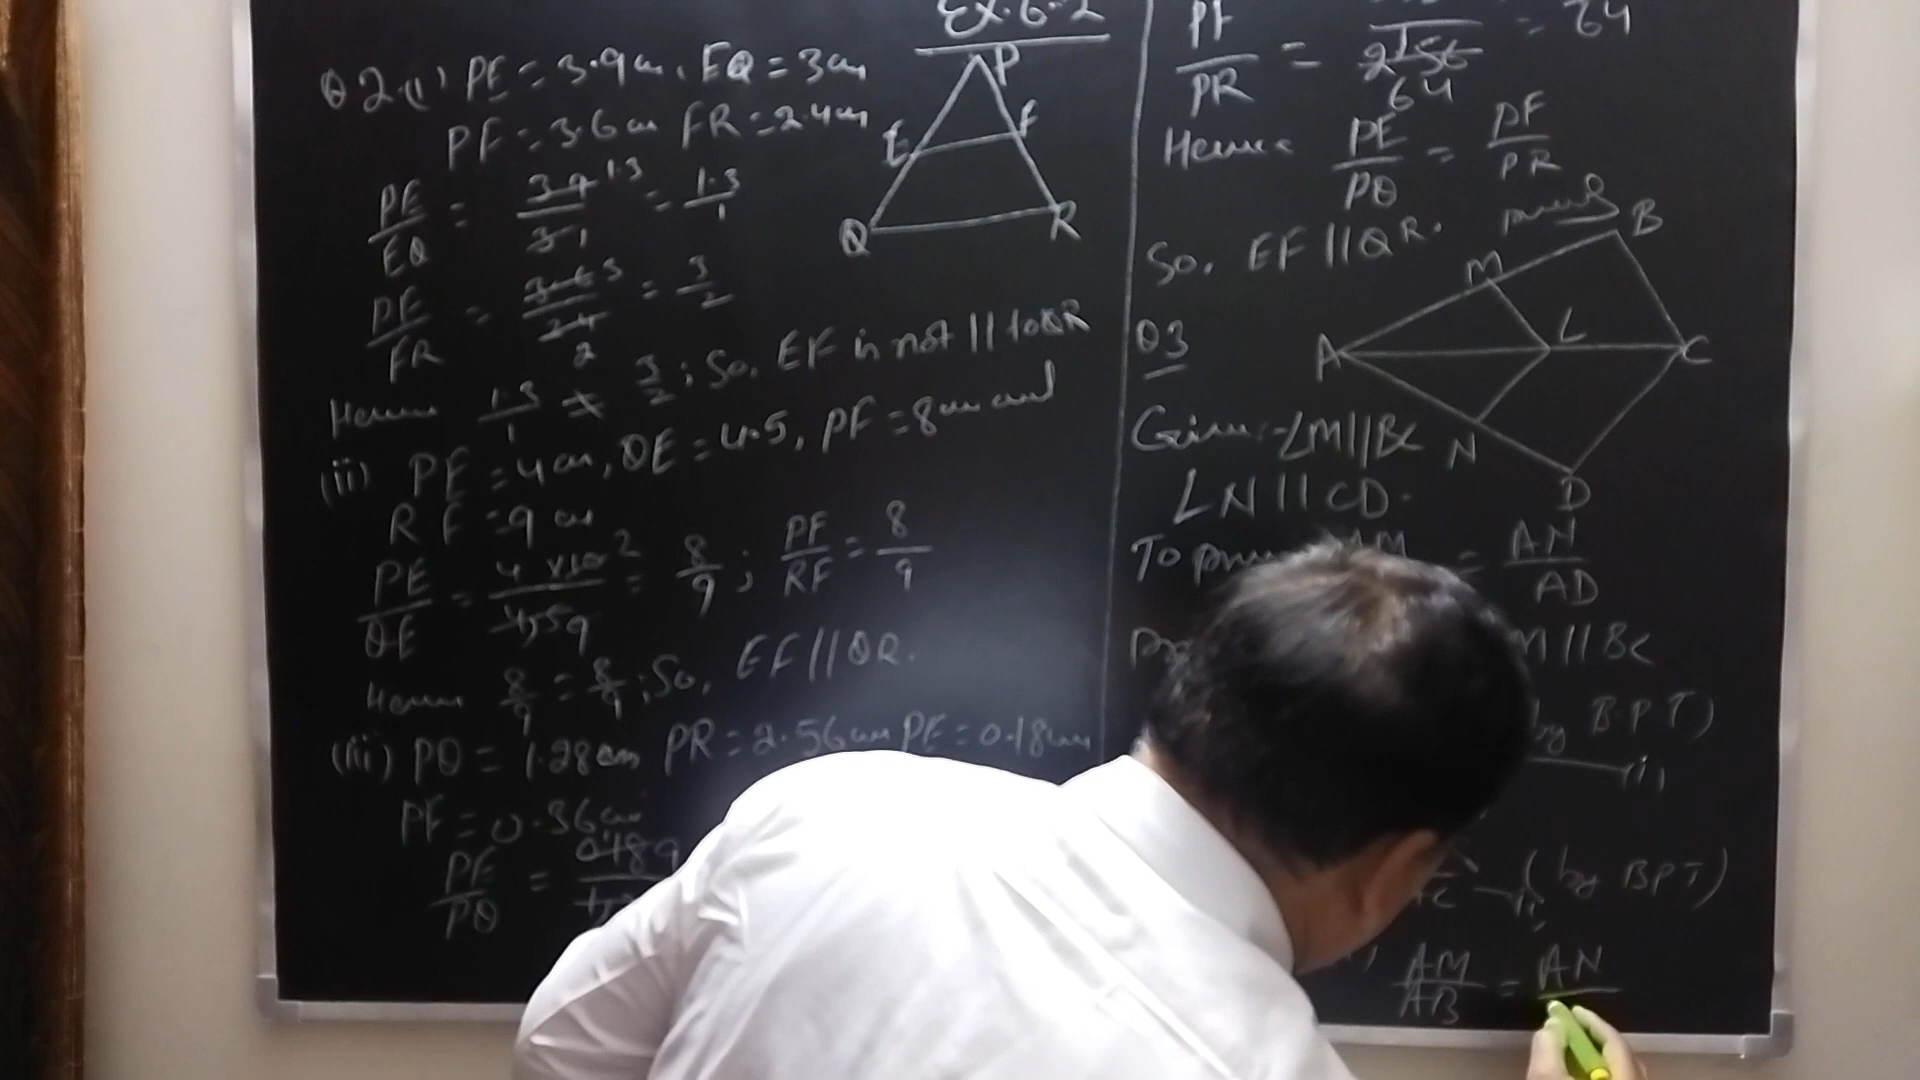 Ex. 6.2
Q 2 (i) PE = 3.9 cm, EQ = 3 cm
PF = 3.6 cm FR = 2.4 cm
PE/EQ = 3.9/3 = 1.3/1
PF/FR = 3.6/2.4 = 3/2
Hence 1.3/1 ≠ 3/2; So, EF is not || to QR
(ii) PE = 4 cm, QE = 4.5, PF = 8 cm and
RF = 9 cm
PE/QE = 4 × 10/45 = 8/9; PF/RF = 8/9
Hence 8/9 = 8/9; So, EF || QR.
(iii) PQ = 1.28 cm PR = 2.56 cm PE = 0.18 cm
PF = 0.36 cm
PE/PQ =
P
E F
Q R
PF/PR = 64
Hence PE/PQ = PF/PR
So, EF || QR.
Q3
B
M
A L C
N
D
Given:- LM || BC
LN || CD.
To AM = AN/AD
M || BC
by B.P.T)
(i)
(by BPT)
AM/AB = AN